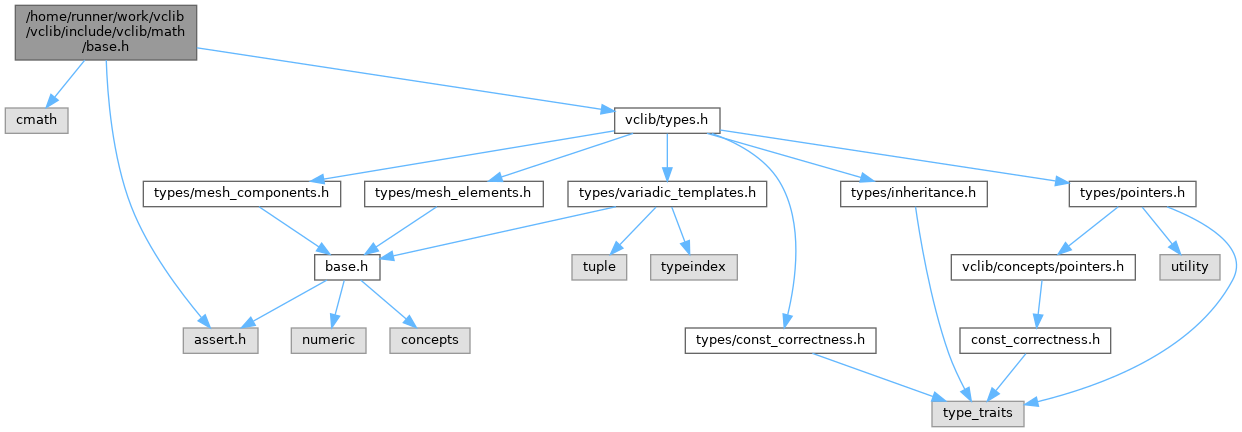 /home/runner/work/vclib
/vclib/include/vclib/math
/base.h
cmath
vclib/types.h
types/mesh_components.h
types/mesh_elements.h
types/variadic_templates.h
types/inheritance.h
types/pointers.h
base.h
tuple
typeindex
vclib/concepts/pointers.h
utility
assert.h
numeric
concepts
types/const_correctness.h
const_correctness.h
type_traits